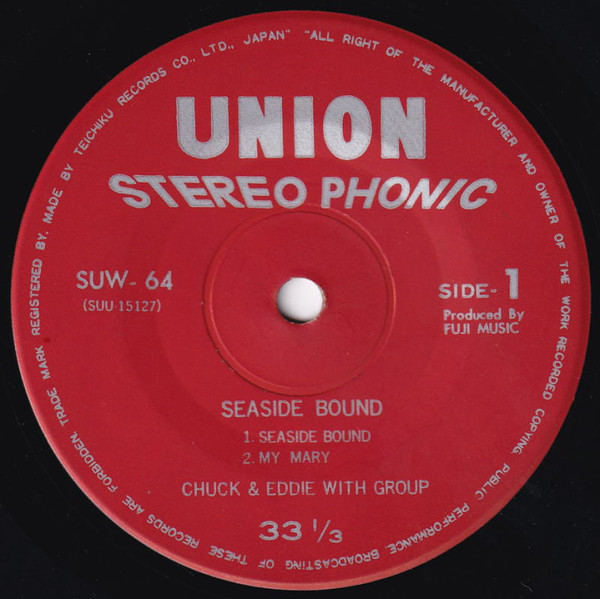 TRADE MARK REGISTERED BY. MADE BY TEICHIKU RECORDS CO., LTD., JAPAN" "ALL RIGHT OF THE MANUFACTURER AND OWNER OF THE WORK RECORDED COPYING PUBLIC PERFORMANCE, BROADCASTING OF THESE RECORDS ARE FORBIDDEN.
UNION
STEREO PHONIC
SUW-64
(SUU-15127)
SIDE-1
Produced By
FUJI MUSIC
SEASIDE BOUND
1. SEASIDE BOUND
2. MY MARY
CHUCK & EDDIE WITH GROUP
33 1/3